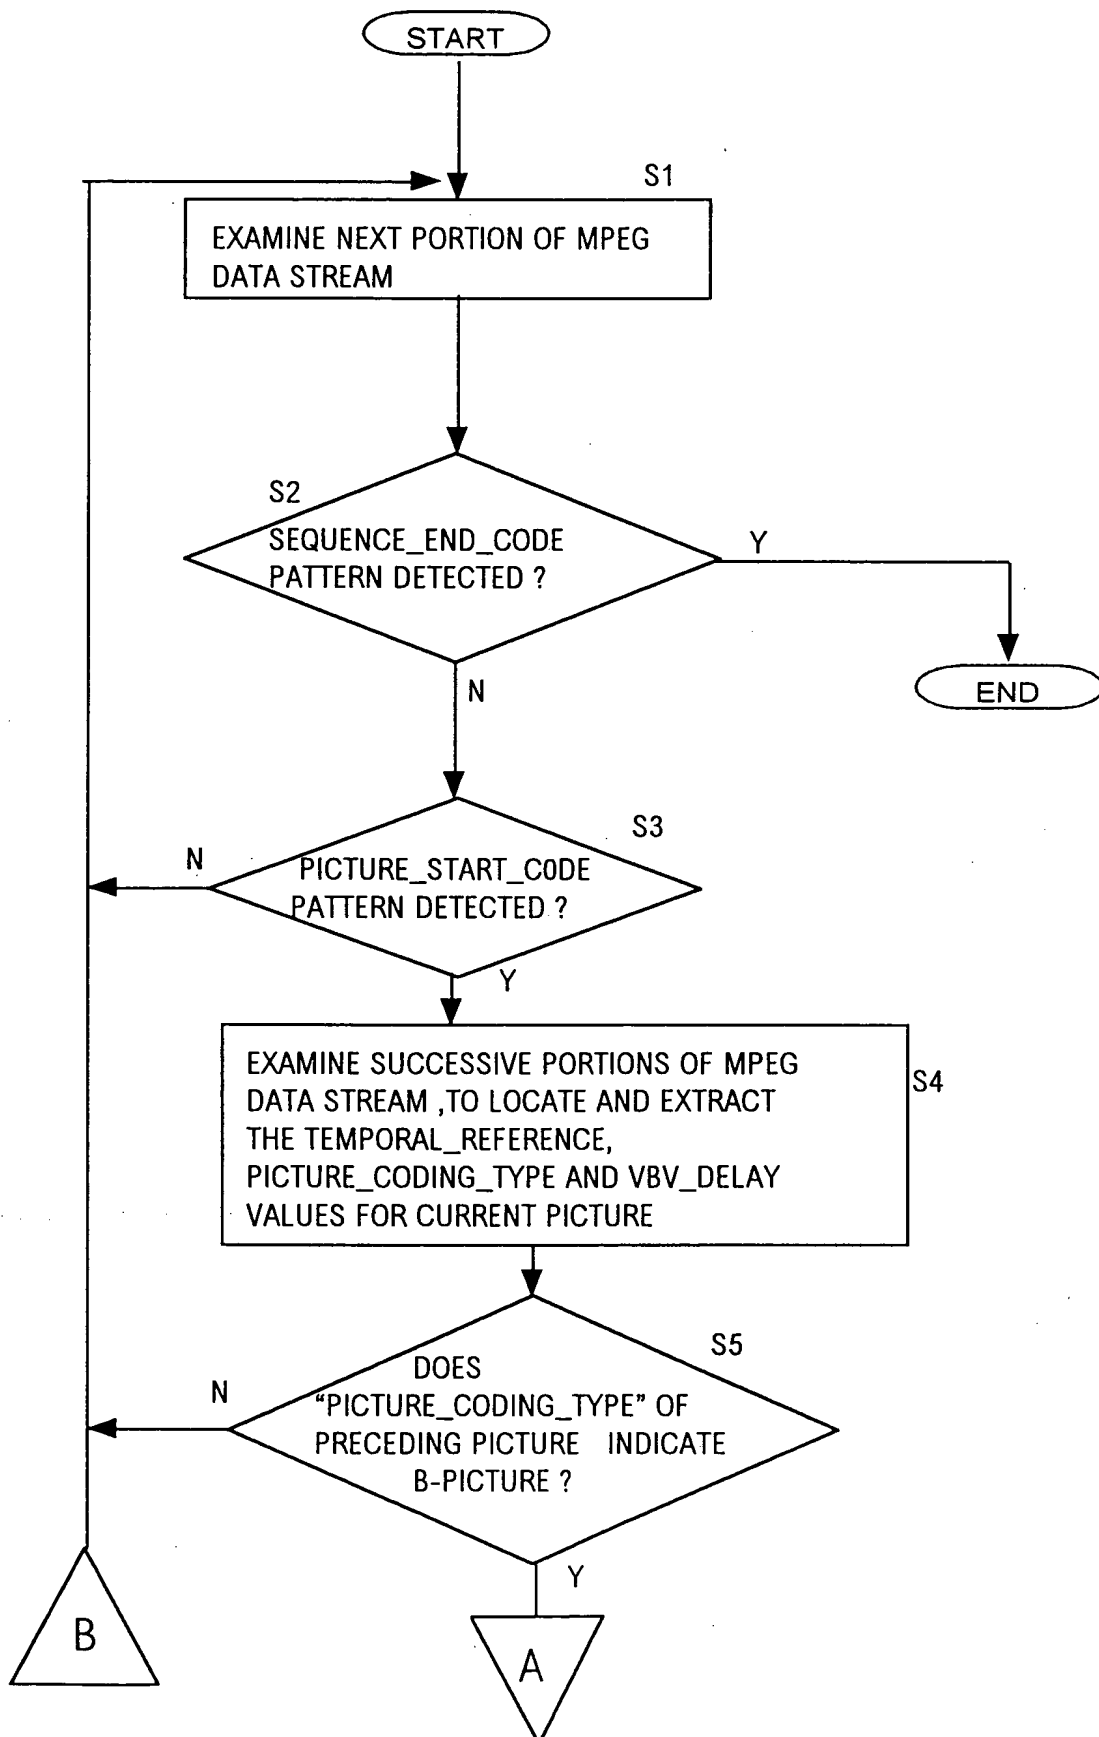 START
S1
EXAMINE NEXT PORTION OF MPEG
DATA STREAM
S2
SEQUENCE_END_CODE
PATTERN DETECTED ?
Y
END
N
S3
N
PICTURE_START_CODE
PATTERN DETECTED ?
Y
EXAMINE SUCCESSIVE PORTIONS OF MPEG
DATA STREAM ,TO LOCATE AND EXTRACT
THE TEMPORAL_REFERENCE,
PICTURE_CODING_TYPE AND VBV_DELAY
VALUES FOR CURRENT PICTURE
S4
S5
DOES
N
“PICTURE_CODING_TYPE” OF
PRECEDING PICTURE INDICATE
B-PICTURE ?
Y
B
A